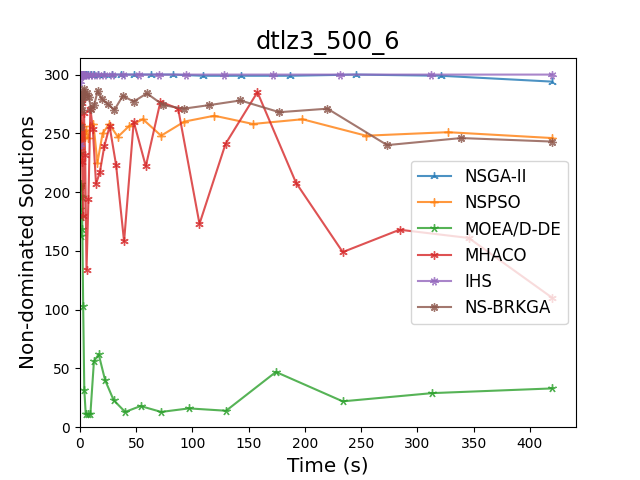 dtlz3_500_6
Non-dominated Solutions
300
250
200
150
100
50
0
NSGA-II
NSPSO
MOEA/D-DE
MHACO
IHS
NS-BRKGA
0 50 100 150 200 250 300 350 400
Time (s)